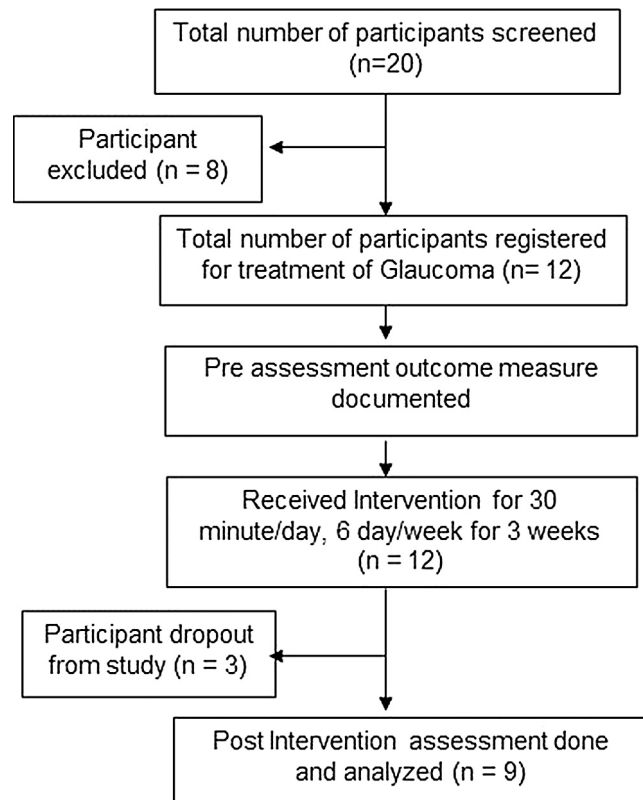 Total number of participants screened
(n=20)
Participant
excluded (n = 8)
Total number of participants registered
for treatment of Glaucoma (n= 12)
Pre assessment outcome measure
documented
Received Intervention for 30
minute/day, 6 day/week for 3 weeks
(n = 12)
Participant dropout
from study (n = 3)
Post Intervention assessment done
and analyzed (n = 9)